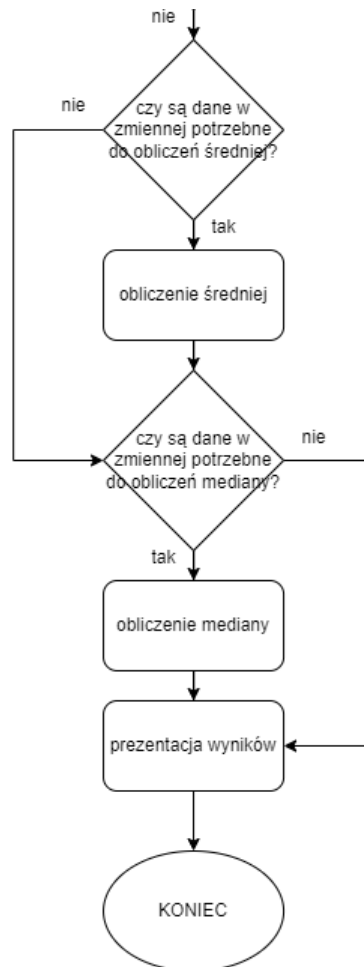 nie
nie
czy są dane w
zmiennej potrzebne
do obliczeń średniej?
tak
obliczenie średniej
czy są dane w
zmiennej potrzebne
do obliczeń mediany?
nie
tak
obliczenie mediany
prezentacja wyników
KONIEC